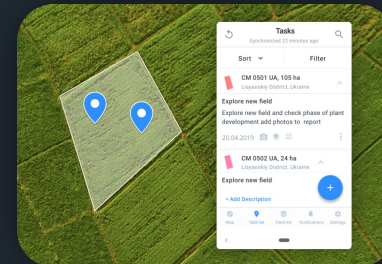 Tasks
Synchronized 22 minutes ago
Sort
Filter
CM 0501 UA, 105 ha
Lisyanskiy District, Ukraine
Explore new field
Explore new field and check phase of plant
development add photos to report
20.04.2019
CM 0502 UA, 24 ha
Lisyanskiy District, Ukraine
Explore new field
+ Add Description
+
Map
Task list
Field list
Notifications
Settings